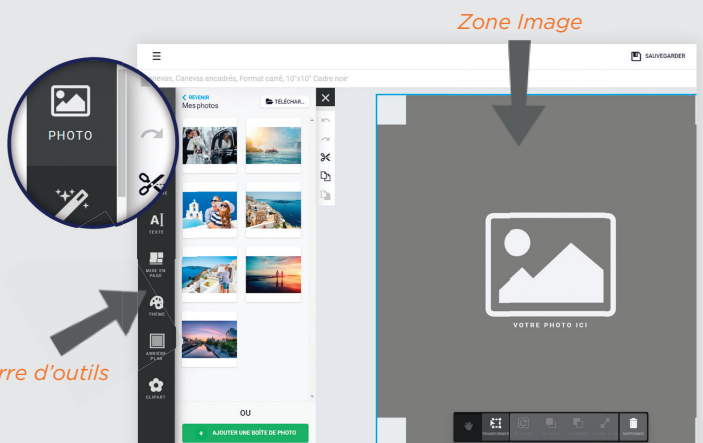 Zone Image
SAUVEGARDER
Canevas encadrés, Format carré, 10"x10" Cadre noir
REVENIR
Mes photos
TÉLÉCHAR...
PHOTO
TEXTE
MISE EN
PAGE
THÈME
ARRIÈRE
PLAN
CLIPART
VOTRE PHOTO ICI
rre d'outils
OU
+ AJOUTER UNE BOÎTE DE PHOTO
TRANSFORMER
SUPPRIMER